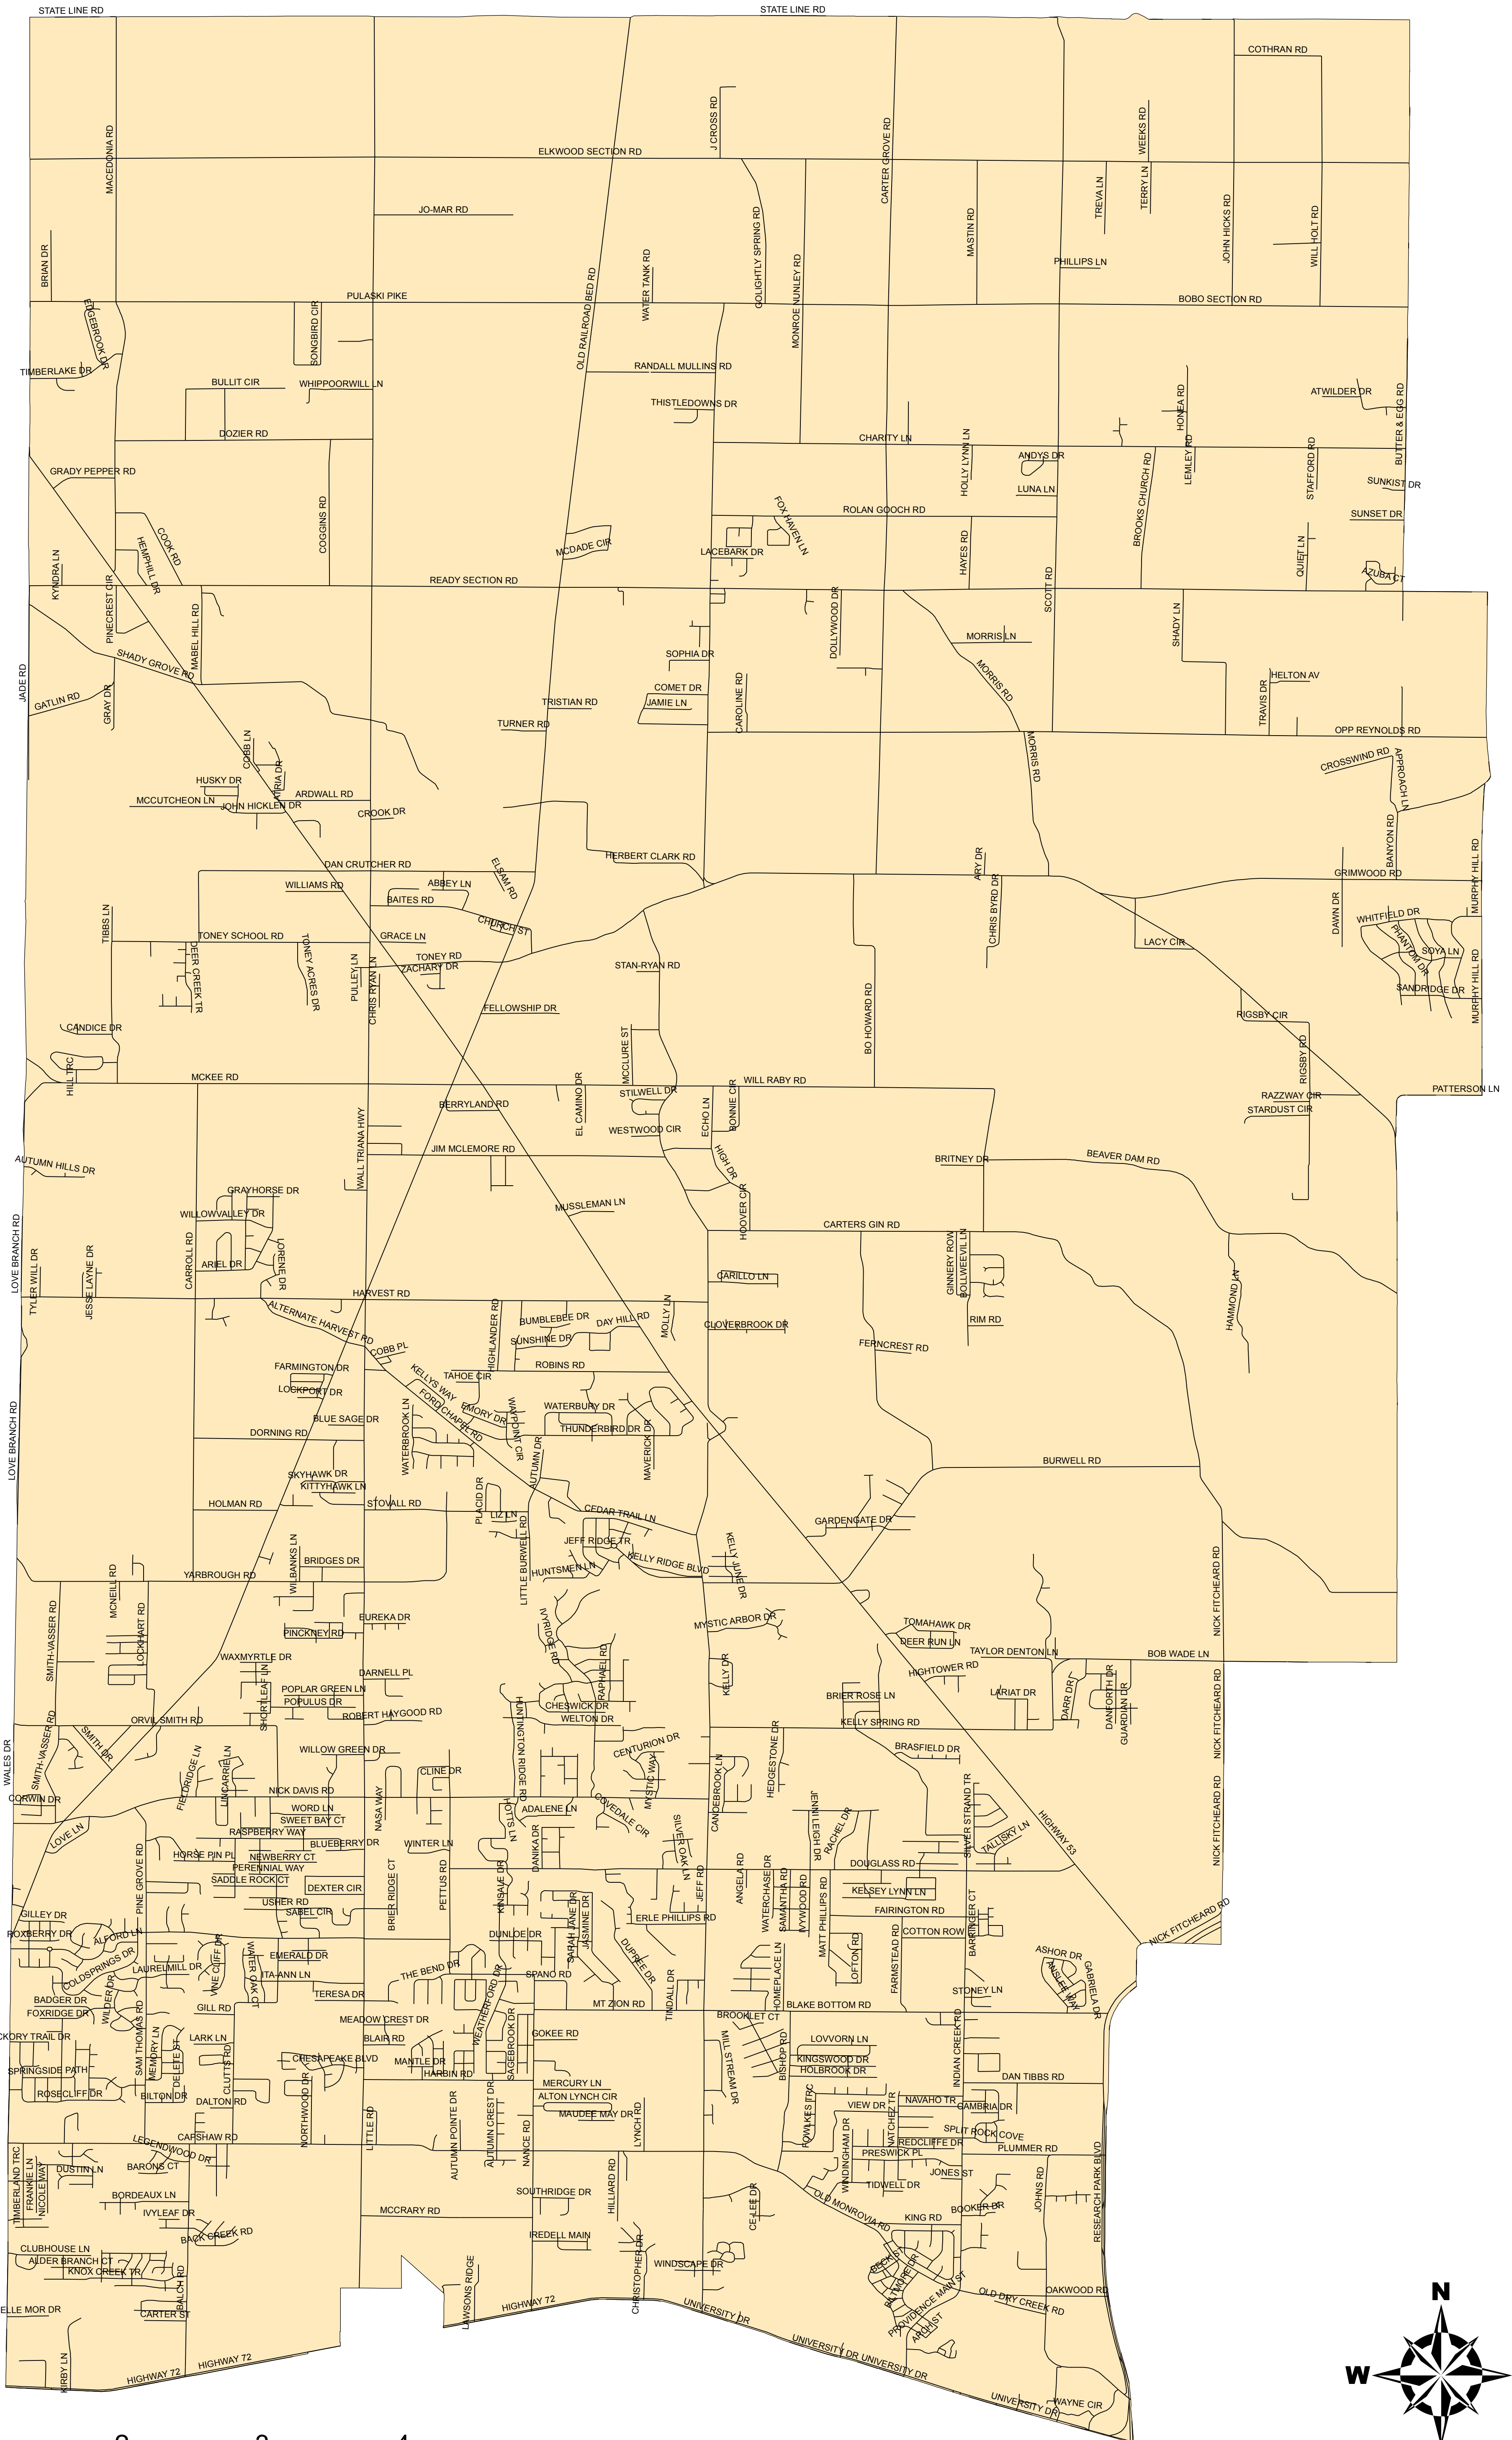 STATE LINE RD
STATE LINE RD
COTHRAN RD
J CROSS RD
WEEKS RD
MACEDONIA RD
CARTER GROVE RD
ELKWOOD SECTION RD
TREVA LN
TERRY LN
JO-MAR RD
GOLIGHTLY SPRING RD
MASTIN RD
JOHN HICKS RD
WILL HOLT RD
BRIAN DR
WATER TANK RD
MONROE NUNLEY RD
PHILLIPS LN
OLD RAILROAD BED RD
PULASKI PIKE
BOBO SECTION RD
EDGEBROOK DR
SONGBIRD CIR
TIMBERLAKE DR
RANDALL MULLINS RD
BULLIT CIR
WHIPPOORWILL LN
HONEA RD
ATWILDER DR
BUTTER & EGG RD
THISTLEDOWNS DR
DOZIER RD
CHARITY LN
HOLLY LYNN LN
ANDYS DR
LEMLEY RD
STAFFORD RD
GRADY PEPPER RD
LUNA LN
BROOKS CHURCH RD
SUNKIST DR
COGGINS RD
FOX HAVEN LN
ROLAN GOOCH RD
SUNSET DR
COOK RD
HEMPHILL DR
MCDADE CIR
LACEBARK DR
HAYES RD
QUIET LN
KYNDRA LN
PINECREST CIR
READY SECTION RD
SCOTT RD
AZUBA CT
MABEL HILL RD
DOLLYWOOD DR
MORRIS LN
SHADY LN
SHADY GROVE RD
SOPHIA DR
JADE RD
GATLIN RD
GRAY DR
COMET DR
CAROLINE RD
MORRIS RD
TRAVIS DR
HELTON AV
TRISTIAN RD
JAMIE LN
TURNER RD
OPP REYNOLDS RD
COBB LN
MORRIS RD
CROSSWIND RD
APPROACH LN
HUSKY DR
ATRIA DR
ARDWALL RD
MCCUTCHEON LN
JOHN HICKLEN DR
CROOK DR
BANYON RD
MURPHY HILL RD
DAN CRUTCHER RD
HERBERT CLARK RD
ARY DR
GRIMWOOD RD
WILLIAMS RD
ABBEY LN
ELSAM RD
CHRIS BYRD DR
DAWN DR
BAITES RD
CHURCH ST
WHITFIELD DR
TIBBS LN
TONEY SCHOOL RD
GRACE LN
LACY CIR
PHANTOM DR
SOYA LN
DEER CREEK TR
TONEY ACRES DR
PULLEY LN
CHRIS RYAN LN
TONEY RD
ZACHARY DR
STAN-RYAN RD
SANDRIDGE DR
MURPHY HILL RD
FELLOWSHIP DR
BO HOWARD RD
RIGSBY CIR
CANDICE DR
MCCLURE ST
RIGSBY RD
HILL TRC
MCKEE RD
WILL RABY RD
PATTERSON LN
EL CAMINO DR
STILWELL DR
ECHO LN
BONNIE CIR
RAZZWAY CIR
STARDUST CIR
BERRYLAND RD
WALL TRIANA HWY
WESTWOOD CIR
JIM MCLEMORE RD
HIGH DR
BRITNEY DR
BEAVER DAM RD
AUTUMN HILLS DR
GRAYHORSE DR
HOOVER CIR
WILLOWVALLEY DR
MUSSLEMAN LN
CARTERS GIN RD
LOVE BRANCH RD
TYLER WILL DR
JESSE LAYNE DR
CARROLL RD
ARIEL DR
LORENE DR
GINNERY ROW
BOLLWEEVIL LN
HAMMOND LN
CARILLO LN
HARVEST RD
ALTERNATE HARVEST RD
HIGHLANDER RD
BUMBLEBEE DR
DAY HILL RD
MOLLY LN
CLOVERBROOK DR
RIM RD
SUNSHINE DR
FERNCREST RD
COBB PL
ROBINS RD
FARMINGTON DR
LOCKPORT DR
KELLYS WAY
TAHOE CIR
FORD CHAPEL RD
EMORY DR
WAYPOINT CIR
WATERBURY DR
THUNDERBIRD DR
BLUE SAGE DR
WATERBROOK LN
MAVERICK DR
LOVE BRANCH RD
DORNING RD
AUTUMN DR
BURWELL RD
SKYHAWK DR
KITTYHAWK LN
HOLMAN RD
STOVALL RD
PLACID DR
LIZ LN
CEDAR TRAIL LN
GARDENGATE DR
JEFF RIDGE TR
LITTLE BURWELL RD
HUNTSMEN LN
KELLY RIDGE BLVD
KELLY JUNE DR
WILBANKS LN
BRIDGES DR
YARBROUGH RD
MCNEILL RD
LOCKHART RD
SMITH-VASSER RD
NICK FITCHEARD RD
EUREKA DR
PINCKNEY RD
IVYRIDGE RD
MYSTIC ARBOR DR
TOMAHAWK DR
DEER RUN LN
TAYLOR DENTON LN
BOB WADE LN
WAXMYRTLE DR
DARNELL PL
RAPHAEL RD
KELLY DR
HIGHTOWER RD
SHORTLEAF LN
POPLAR GREEN LN
POPULUS DR
BRIER ROSE LN
LARIAT DR
DARR DR
DANFORTH DR
GUARDIAN DR
NICK FITCHEARD RD
HUNTINGTON RIDGE RD
CHESWICK DR
WELTON DR
ROBERT HAYGOOD RD
ORVIL SMITH RD
KELLY SPRING RD
WALES DR
SMITH-VASSER RD
SMITH DR
CENTURION DR
HEDGESTONE DR
BRASFIELD DR
WILLOW GREEN DR
FIELDRIDGE LN
LINCARRIE LN
CLINE DR
MYSTIC WAY
CANOEBROOK LN
CORWIN DR
NICK DAVIS RD
NASA WAY
JENNI LEIGH DR
RACHEL DR
SILVER STRAND TR
NICK FITCHEARD RD
WORD LN
SWEET BAY CT
HOTTS LN
ADALENE LN
COVEDALE CIR
SILVER OAK LN
HIGHWAY 53
LOVE LN
RASPBERRY WAY
BLUEBERRY DR
WINTER LN
DANIKA DR
TALLISKY LN
PINE GROVE RD
HORSE PIN PL
NEWBERRY CT
PERENNIAL WAY
SADDLE ROCK CT
DEXTER CIR
BRIER RIDGE CT
PETTUS RD
KINSALE DR
JEFF RD
ANGELA RD
WATERCHASE DR
SAMANTHA RD
IVYWOOD RD
MATT PHILLIPS RD
DOUGLASS RD
KELSEY LYNN LN
GILLEY DR
USHER RD
SABEL CIR
SARAH JANE DR
JASMINE DR
ERLE PHILLIPS RD
FAIRINGTON RD
BARRINGER CT
NICK FITCHEARD RD
ROXBERRY DR
ALFORD LN
DUNLOE DR
DUPREE DR
COTTON ROW
COLDSPRINGS DR
LAURELMILL DR
VINE CLIFF DR
WATER OAK CT
EMERALD DR
ITA-ANN LN
THE BEND DR
SPANO RD
HOMEPLACE LN
LOFTON RD
FARMSTEAD RD
ASHOR DR
ANSLEE WAY
GABRIELA DR
BADGER DR
FOXRIDGE DR
WILDER DR
GILL RD
TERESA DR
WEATHERFORD DR
MT ZION RD
TINDALL DR
BLAKE BOTTOM RD
STONEY LN
MEADOW CREST DR
BROOKLET CT
CKORY TRAIL DR
SAM THOMAS RD
MEMORY LN
DELETE ST
LARK LN
CLUTTS RD
BLAIR RD
SAGEBROOK DR
GOKEE RD
MILL STREAM DR
BISHOP RD
LOVVORN LN
INDIAN CREEK RD
SPRINGSIDE PATH
CHESAPEAKE BLVD
MANTLE DR
HARBIN RD
KINGSWOOD DR
HOLBROOK DR
DAN TIBBS RD
ROSECLIFF DR
BILTON DR
DALTON RD
NORTHWOOD DR
MERCURY LN
ALTON LYNCH CIR
MAUDEE MAY DR
FOWLKES TRC
VIEW DR
NATCHEZ TR
NAVAHO TR
CAMBRIA DR
LITTLE RD
AUTUMN POINTE DR
AUTUMN CREST DR
NANCE RD
LYNCH RD
CAPSHAW RD
LEGENDWOOD DR
WINDINGHAM DR
SPLIT ROCK COVE
REDCLIFFE DR
PRESWICK PL
PLUMMER RD
TIMBERLAND TRC
FRANKIE LN
NICOLE WAY
DUSTIN LN
BARONS CT
JONES ST
TIDWELL DR
JOHNS RD
RESEARCH PARK BLVD
BORDEAUX LN
SOUTHRIDGE DR
HILLIARD RD
CE-LEE DR
OLD MONROVIA RD
BOOKER DR
IVYLEAF DR
MCCRARY RD
KING RD
BACK CREEK RD
IREDELL MAIN
CLUBHOUSE LN
ALDER BRANCH CT
KNOX CREEK TR
CHRISTOPHER DR
WINDSCAPE DR
BECK ST
BILTMORE DR
BALCH RD
LAWSONS RIDGE
PROVIDENCE MAIN ST
OLD DRY CREEK RD
OAKWOOD RD
ELLE MOR DR
CARTER ST
HIGHWAY 72
UNIVERSITY DR
ARCH ST
N
UNIVERSITY DR
UNIVERSITY DR
KIRBY LN
HIGHWAY 72
HIGHWAY 72
W
UNIVERSITY DR
WAYNE CIR
2 3 4